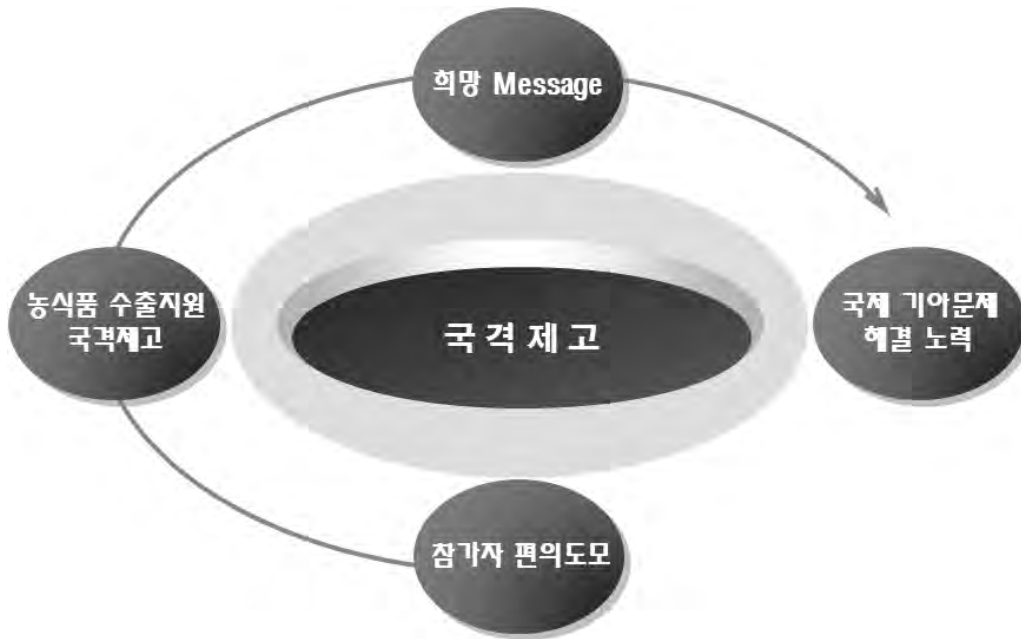 희망 Message
농식품 수출지원
국격제고
국 격 제 고
국제 기아문제
해결 노력
참가자 편의도모